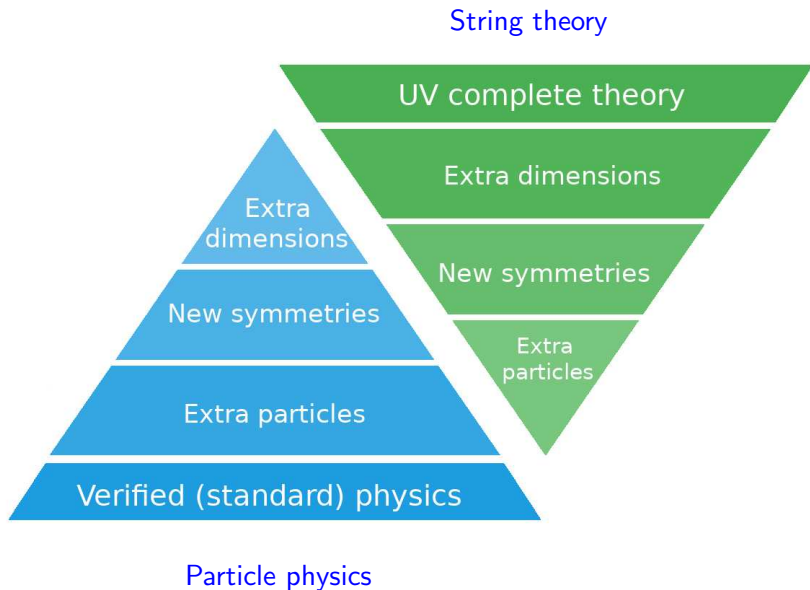 String theory
UV complete theory
Extra dimensions
New symmetries
Extra
particles
Extra
dimensions
New symmetries
Extra particles
Verified (standard) physics
Particle physics